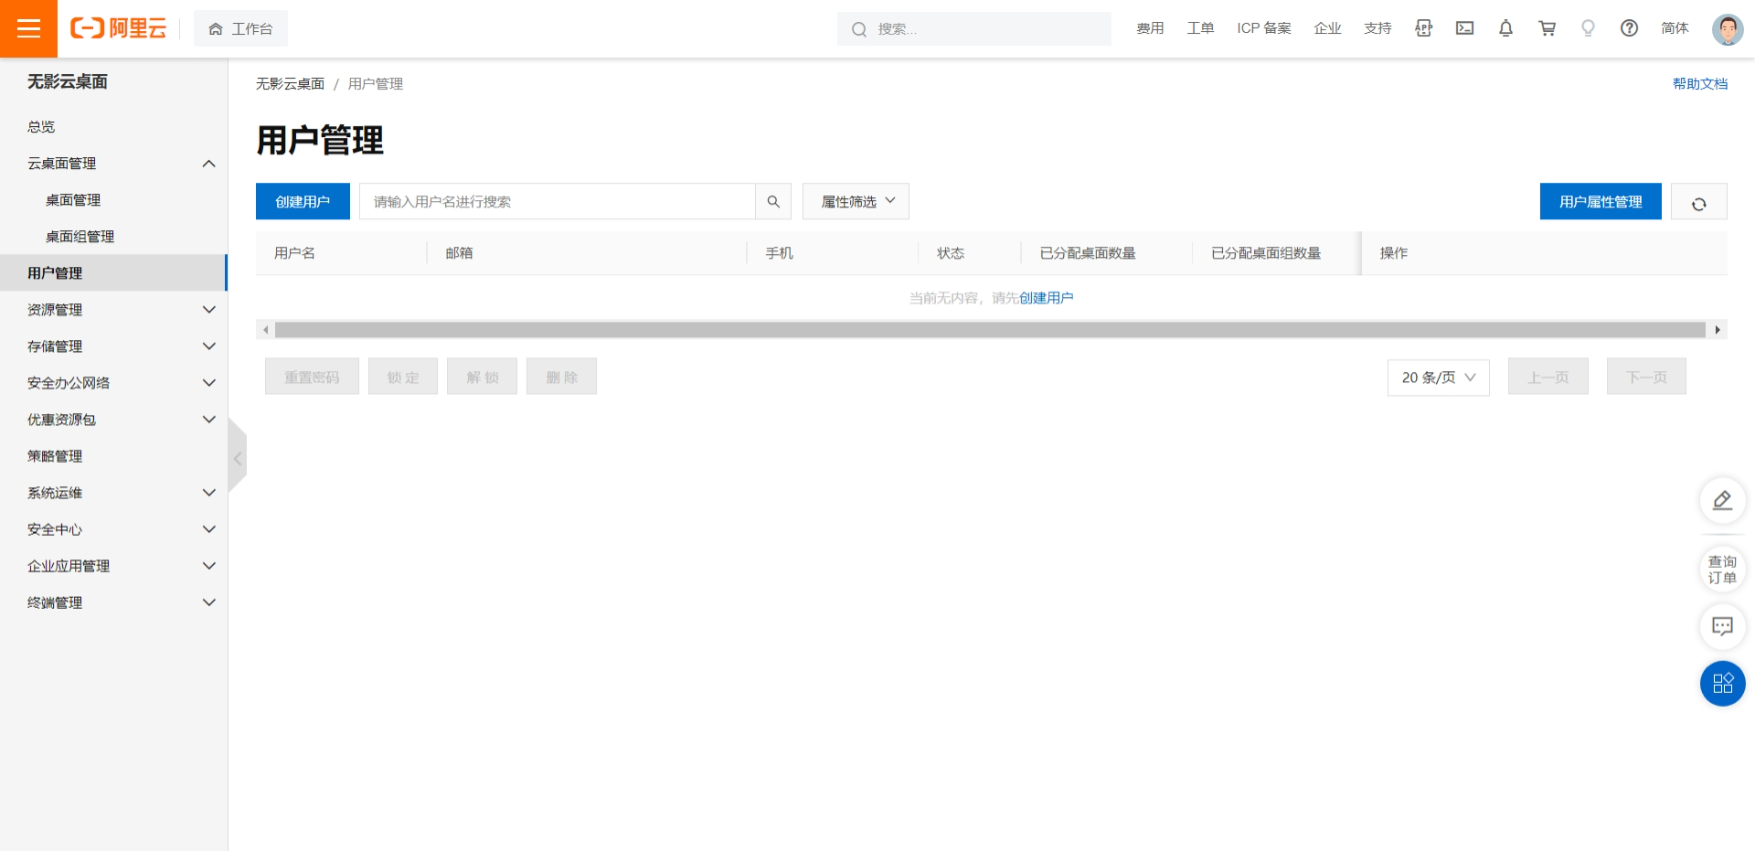 阿里云
工作台
搜索...
费用
工单
ICP 备案
企业
支持
简体
无影云桌面
总览
云桌面管理
桌面管理
桌面组管理
用户管理
资源管理
存储管理
安全办公网络
优惠资源包
策略管理
系统运维
安全中心
企业应用管理
终端管理
无影云桌面 / 用户管理
帮助文档
用户管理
创建用户
请输入用户名进行搜索
属性筛选
用户属性管理
用户名
邮箱
手机
状态
已分配桌面数量
已分配桌面组数量
操作
当前无内容，请先创建用户
重置密码
锁 定
解 锁
删 除
20 条/页
上一页
下一页
查询
订单